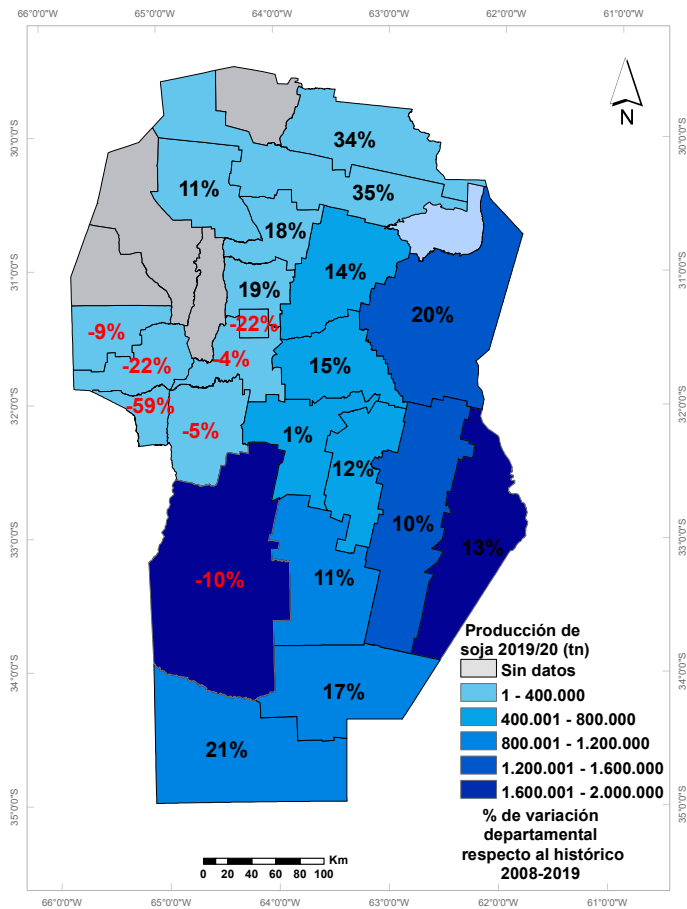 66°0'0"W 65°0'0"W 64°0'0"W 63°0'0"W 62°0'0"W 61°0'0"W
N
30°0'0"S 30°0'0"S
34%
11%
35%
18%
31°0'0"S 31°0'0"S
14%
19%
20%
-22%
-9%
-4%
-22%
15%
32°0'0"S 32°0'0"S
-59%
-5%
1%
12%
33°0'0"S 33°0'0"S
10%
13%
-10%
11%
34°0'0"S 34°0'0"S
17%
21%
35°0'0"S 35°0'0"S
Producción de
soja 2019/20 (tn)
Sin datos
1 - 400.000
400.001 - 800.000
800.001 - 1.200.000
1.200.001 - 1.600.000
1.600.001 - 2.000.000
% de variación
departamental
respecto al histórico
2008-2019
Km
0 20 40 60 80 100
66°0'0"W 65°0'0"W 64°0'0"W 63°0'0"W 62°0'0"W 61°0'0"W